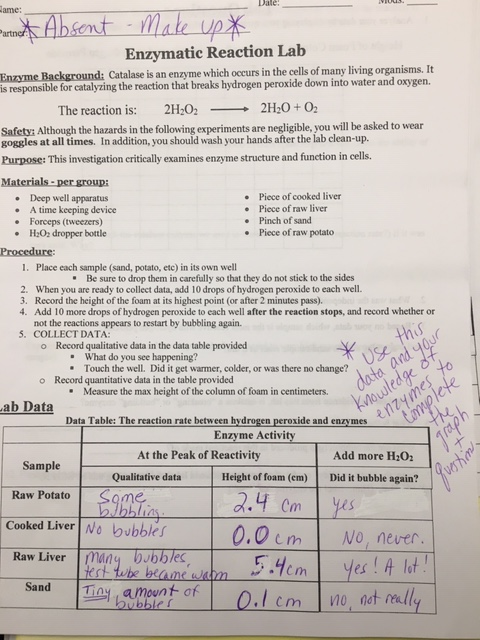 Name:
Date:
Mods:
Partner: *Absent - Make up*
Enzymatic Reaction Lab
Enzyme Background: Catalase is an enzyme which occurs in the cells of many living organisms. It
is responsible for catalyzing the reaction that breaks hydrogen peroxide down into water and oxygen.
The reaction is: 2H₂O₂ ⟶ 2H₂O + O₂
Safety: Although the hazards in the following experiments are negligible, you will be asked to wear
goggles at all times. In addition, you should wash your hands after the lab clean-up.
Purpose: This investigation critically examines enzyme structure and function in cells.
Materials - per group:
• Deep well apparatus
• A time keeping device
• Forceps (tweezers)
• H₂O₂ dropper bottle
• Piece of cooked liver
• Piece of raw liver
• Pinch of sand
• Piece of raw potato
Procedure:
1. Place each sample (sand, potato, etc) in its own well
▪ Be sure to drop them in carefully so that they do not stick to the sides
2. When you are ready to collect data, add 10 drops of hydrogen peroxide to each well.
3. Record the height of the foam at its highest point (or after 2 minutes pass).
4. Add 10 more drops of hydrogen peroxide to each well after the reaction stops, and record whether or
not the reactions appears to restart by bubbling again.
5. COLLECT DATA:
o Record qualitative data in the data table provided
▪ What do you see happening?
▪ Touch the well. Did it get warmer, colder, or was there no change?
o Record quantitative data in the table provided
▪ Measure the max height of the column of foam in centimeters.
* Use this
data and your
knowledge of
enzymes to
complete
the
graph
+
questions
Lab Data
Data Table: The reaction rate between hydrogen peroxide and enzymes
Enzyme Activity
Sample
At the Peak of Reactivity
Add more H₂O₂
Qualitative data
Height of foam (cm)
Did it bubble again?
Raw Potato
Some
bubbling.
2.4 cm
yes
Cooked Liver
No bubbles
0.0 cm
No, never.
Raw Liver
many bubbles,
test tube became warm
5.4 cm
yes! A lot!
Sand
Tiny amount of
bubbles
0.1 cm
no, not really